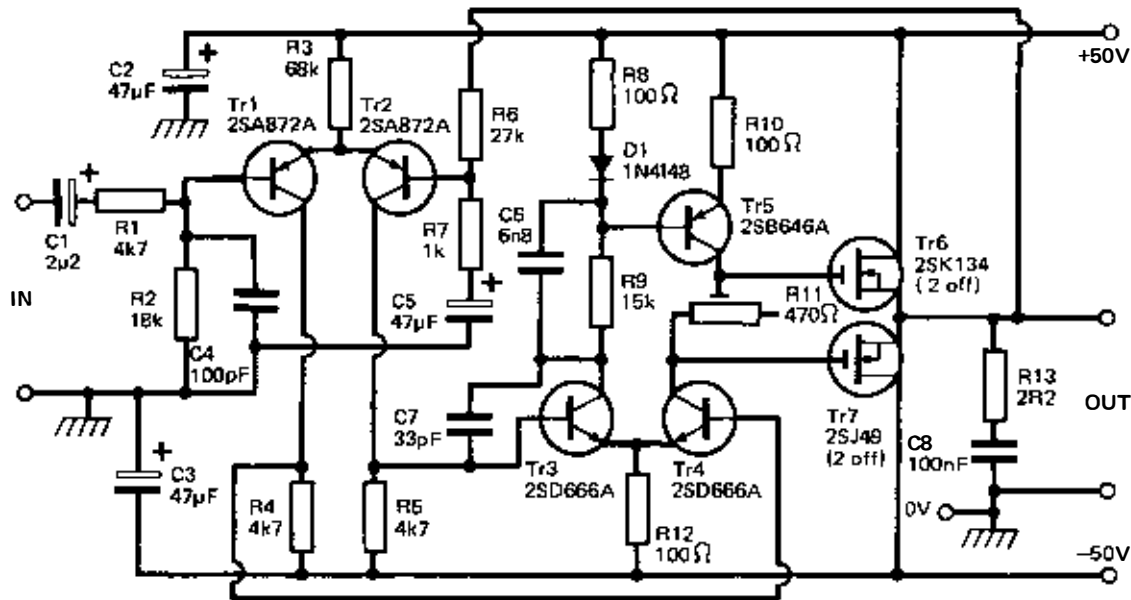 +50V
C2
47µF
R3
68k
Tr1
2SA872A
Tr2
2SA872A
R6
27k
R8
100Ω
D1
1N4148
R10
100Ω
C1
2µ2
R1
4k7
R7
1k
C6
6n8
Tr5
2SB646A
Tr6
2SK134
(2 off)
IN
R2
18k
C5
47µF
R9
15k
R11
470Ω
C4
100pF
C7
33pF
Tr7
2SJ49
(2 off)
R13
2R2
OUT
C8
100nF
C3
47µF
R4
4k7
R5
4k7
Tr3
2SD666A
Tr4
2SD666A
R12
100Ω
0V
–50V